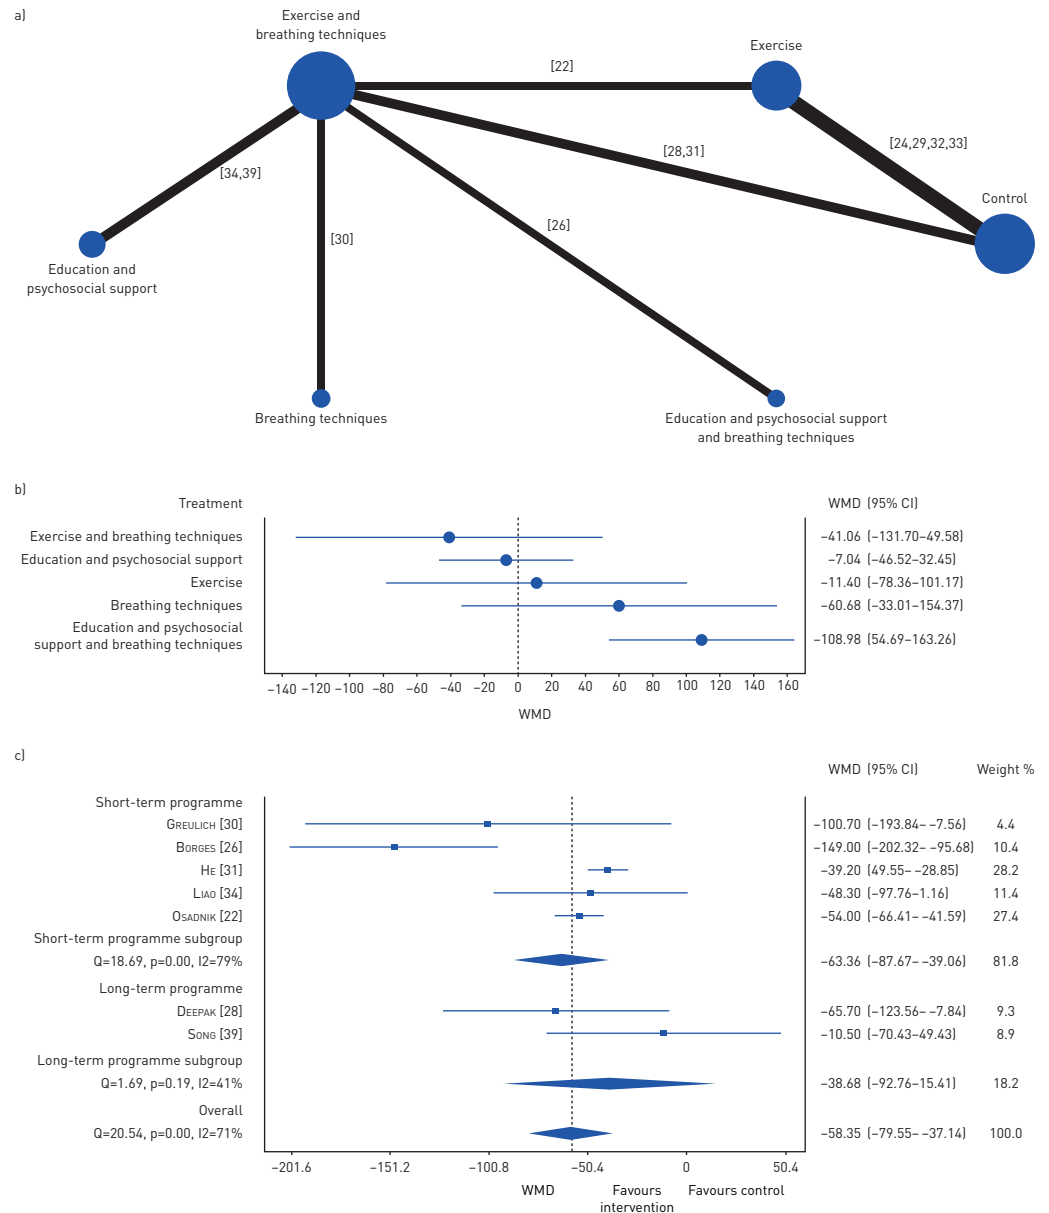 a)
Exercise and
breathing techniques
Exercise
[22]
[24,29,32,33]
[28,31]
[34,39]
Control
[26]
[30]
Education and
psychosocial support
Breathing techniques
Education and psychosocial support
and breathing techniques
b)
Treatment WMD (95% CI)
Exercise and breathing techniques −41.06 (−131.70–49.58)
Education and psychosocial support −7.04 (−46.52–32.45)
Exercise −11.40 (−78.36–101.17)
Breathing techniques −60.68 (−33.01–154.37)
Education and psychosocial
support and breathing techniques −108.98 (54.69–163.26)
−140 −120 −100 −80 −60 −40 −20 0 20 40 60 80 100 120 140 160
WMD
c)
WMD (95% CI) Weight %
Short-term programme
Greulich [30] −100.70 (−193.84– −7.56) 4.4
Borges [26] −149.00 (−202.32– −95.68) 10.4
He [31] −39.20 (49.55– −28.85) 28.2
Liao [34] −48.30 (−97.76–1.16) 11.4
Osadnik [22] −54.00 (−66.41– −41.59) 27.4
Short-term programme subgroup
Q=18.69, p=0.00, I2=79% −63.36 (−87.67– −39.06) 81.8
Long-term programme
Deepak [28] −65.70 (−123.56– −7.84) 9.3
Song [39] −10.50 (−70.43–49.43) 8.9
Long-term programme subgroup
Q=1.69, p=0.19, I2=41% −38.68 (−92.76–15.41) 18.2
Overall
Q=20.54, p=0.00, I2=71% −58.35 (−79.55– −37.14) 100.0
−201.6 −151.2 −100.8 −50.4 0 50.4
WMD Favours Favours control
intervention